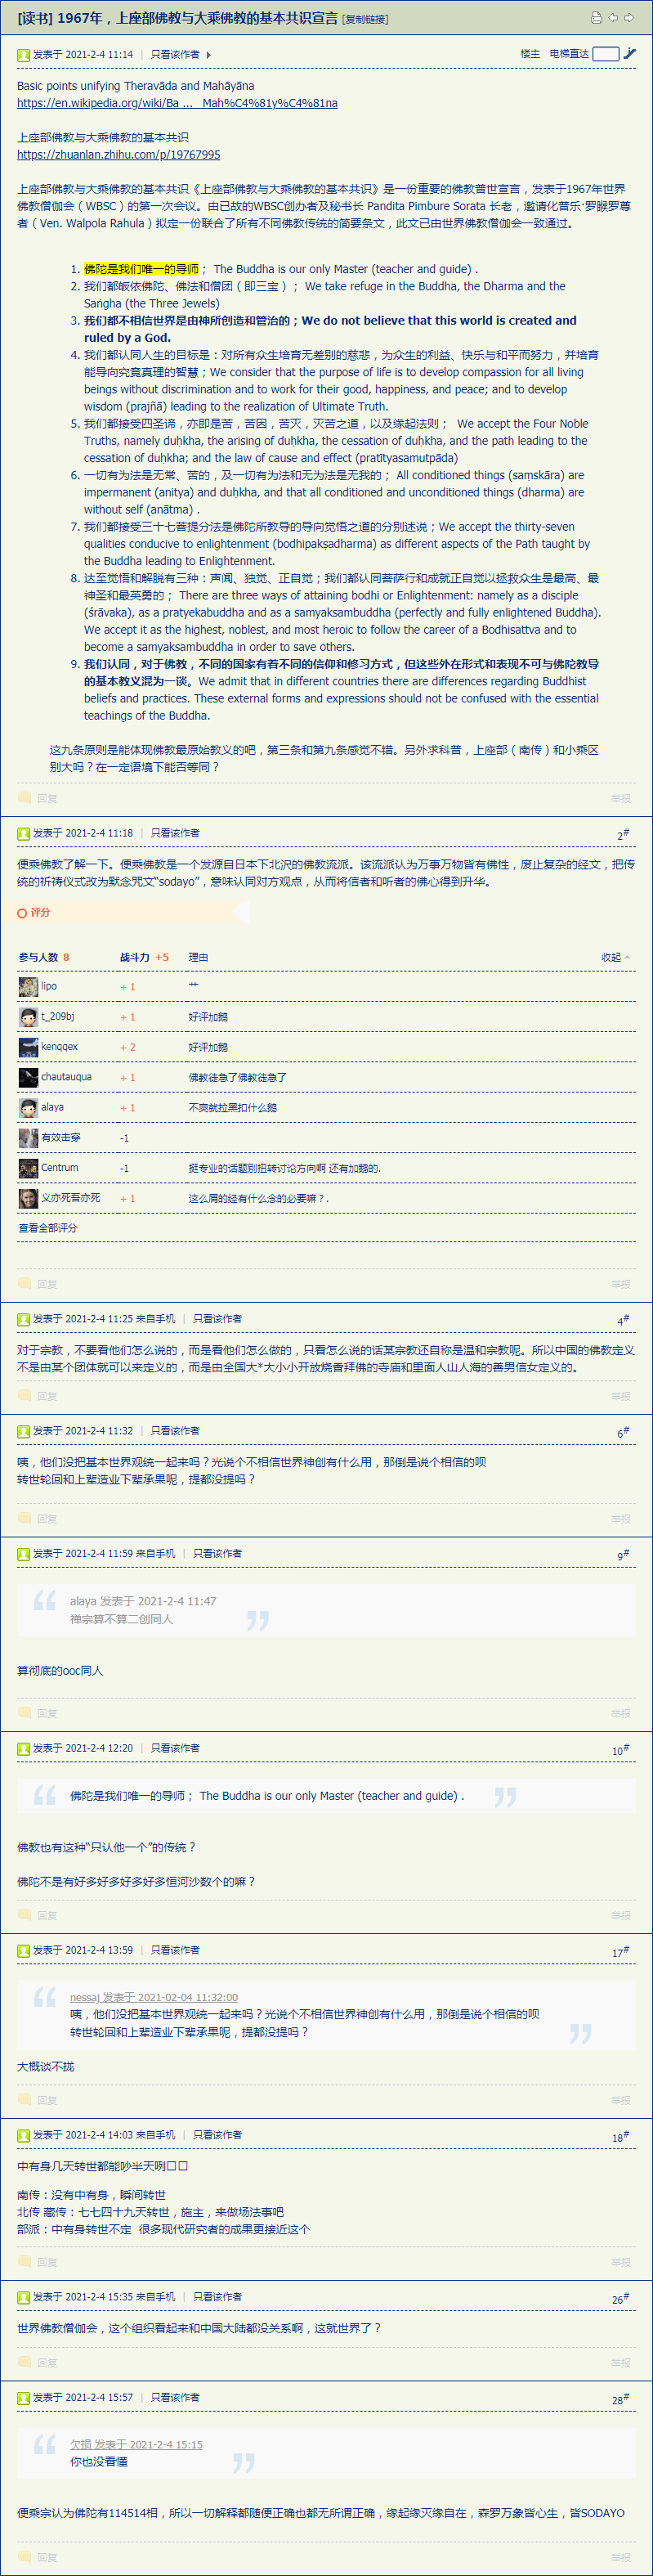 [读书] 1967年，上座部佛教与大乘佛教的基本共识宣言 [复制链接]
发表于 2021-2-4 11:14 | 只看该作者
楼主 电梯直达
Basic points unifying Theravāda and Mahāyāna
https://en.wikipedia.org/wiki/Ba ... Mah%C4%81y%C4%81na
上座部佛教与大乘佛教的基本共识
https://zhuanlan.zhihu.com/p/19767995
上座部佛教与大乘佛教的基本共识《上座部佛教与大乘佛教的基本共识》是一份重要的佛教普世宣言，发表于1967年世界
佛教僧伽会（WBSC）的第一次会议。由已故的WBSC创办者及秘书长 Pandita Pimbure Sorata 长老，邀请化普乐·罗睺罗尊
者（Ven. Walpola Rahula）拟定一份联合了所有不同佛教传统的简要条文，此文已由世界佛教僧伽会一致通过。
1. 佛陀是我们唯一的导师； The Buddha is our only Master (teacher and guide) .
2. 我们都皈依佛陀、佛法和僧团（即三宝）； We take refuge in the Buddha, the Dharma and the
Saṅgha (the Three Jewels)
3. 我们都不相信世界是由神所创造和管治的；We do not believe that this world is created and
ruled by a God.
4. 我们都认同人生的目标是：对所有众生培育无差别的慈悲，为众生的利益、快乐与和平而努力，并培育
能导向究竟真理的智慧；We consider that the purpose of life is to develop compassion for all living
beings without discrimination and to work for their good, happiness, and peace; and to develop
wisdom (prajñā) leading to the realization of Ultimate Truth.
5. 我们都接受四圣谛，亦即是苦，苦因，苦灭，灭苦之道，以及缘起法则； We accept the Four Noble
Truths, namely duḥkha, the arising of duḥkha, the cessation of duḥkha, and the path leading to the
cessation of duḥkha; and the law of cause and effect (pratītyasamutpāda)
6. 一切有为法是无常、苦的，及一切有为法和无为法是无我的； All conditioned things (saṃskāra) are
impermanent (anitya) and duḥkha, and that all conditioned and unconditioned things (dharma) are
without self (anātma) .
7. 我们都接受三十七菩提分法是佛陀所教导的导向觉悟之道的分别述说；We accept the thirty-seven
qualities conducive to enlightenment (bodhipakṣadharma) as different aspects of the Path taught by
the Buddha leading to Enlightenment.
8. 达至觉悟和解脱有三种：声闻、独觉、正自觉；我们都认同菩萨行和成就正自觉以拯救众生是最高、最
神圣和最英勇的； There are three ways of attaining bodhi or Enlightenment: namely as a disciple
(śrāvaka), as a pratyekabuddha and as a samyaksambuddha (perfectly and fully enlightened Buddha).
We accept it as the highest, noblest, and most heroic to follow the career of a Bodhisattva and to
become a samyaksambuddha in order to save others.
9. 我们认同，对于佛教，不同的国家有着不同的信仰和修习方式，但这些外在形式和表现不可与佛陀教导
的基本教义混为一谈。We admit that in different countries there are differences regarding Buddhist
beliefs and practices. These external forms and expressions should not be confused with the essential
teachings of the Buddha.
这九条原则是能体现佛教最原始教义的吧，第三条和第九条感觉不错。另外求科普，上座部（南传）和小乘区
别大吗？在一定语境下能否等同？
回复 举报
发表于 2021-2-4 11:18 | 只看该作者 2#
便乘佛教了解一下。便乘佛教是一个发源自日本下北沢的佛教流派。该流派认为万事万物皆有佛性，废止复杂的经文，把传
统的祈祷仪式改为默念咒文“sodayo”，意味认同对方观点，从而将信者和听者的佛心得到升华。
评分
参与人数 8 战斗力 +5 理由 收起
lipo + 1 艹
t_209bj + 1 好评加鹅
kenqqex + 2 好评加鹅
chautauqua + 1 佛教徒急了佛教徒急了
alaya + 1 不爽就拉黑扣什么鹅
有效击穿 -1
Centrum -1 挺专业的话题别扭转讨论方向啊 还有加鹅的.
义亦死吾亦死 + 1 这么屑的经有什么念的必要嘛？.
查看全部评分
回复 举报
发表于 2021-2-4 11:25 来自手机 | 只看该作者 4#
对于宗教，不要看他们怎么说的，而是看他们怎么做的，只看怎么说的话某宗教还自称是温和宗教呢。所以中国的佛教定义
不是由某个团体就可以来定义的，而是由全国大*大小小开放烧香拜佛的寺庙和里面人山人海的善男信女定义的。
回复 举报
发表于 2021-2-4 11:32 | 只看该作者 6#
咦，他们没把基本世界观统一起来吗？光说个不相信世界神创有什么用，那倒是说个相信的呗
转世轮回和上辈造业下辈承果呢，提都没提吗？
回复 举报
发表于 2021-2-4 11:59 来自手机 | 只看该作者 9#
alaya 发表于 2021-2-4 11:47
禅宗算不算二创同人
算彻底的ooc同人
回复 举报
发表于 2021-2-4 12:20 | 只看该作者 10#
佛陀是我们唯一的导师； The Buddha is our only Master (teacher and guide) .
佛教也有这种“只认他一个”的传统？
佛陀不是有好多好多好多好多恒河沙数个的嘛？
回复 举报
发表于 2021-2-4 13:59 | 只看该作者 17#
nessaj 发表于 2021-02-04 11:32:00
咦，他们没把基本世界观统一起来吗？光说个不相信世界神创有什么用，那倒是说个相信的呗
转世轮回和上辈造业下辈承果呢，提都没提吗？
大概谈不拢
回复 举报
发表于 2021-2-4 14:03 来自手机 | 只看该作者 18#
中有身几天转世都能吵半天咧□□
南传：没有中有身，瞬间转世
北传 藏传：七七四十九天转世，施主，来做场法事吧
部派：中有身转世不定 很多现代研究者的成果更接近这个
回复 举报
发表于 2021-2-4 15:35 来自手机 | 只看该作者 26#
世界佛教僧伽会，这个组织看起来和中国大陆都没关系啊，这就世界了？
回复 举报
发表于 2021-2-4 15:57 | 只看该作者 28#
欠揾 发表于 2021-2-4 15:15
你也没看懂
便乘宗认为佛陀有114514相，所以一切解释都随便正确也都无所谓正确，缘起缘灭缘自在，森罗万象皆心生，皆SODAYO
回复 举报